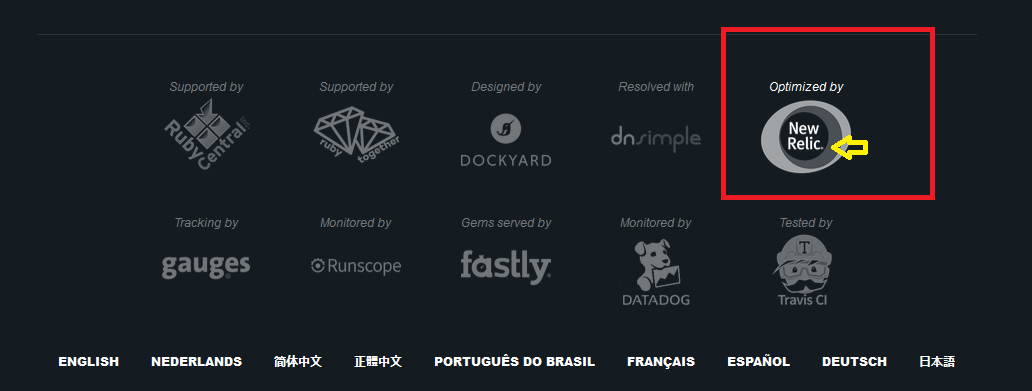 Supported by
Supported by
Designed by
Resolved with
Optimized by
RubyCentral Inc
ruby together
DOCKYARD
dnsimple
New
Relic.
Tracking by
Monitored by
Gems served by
Monitored by
Tested by
gauges
Runscope
fastly
DATADOG
T
Travis CI
ENGLISH NEDERLANDS 简体中文 正體中文 PORTUGUÊS DO BRASIL FRANÇAIS ESPAÑOL DEUTSCH 日本語